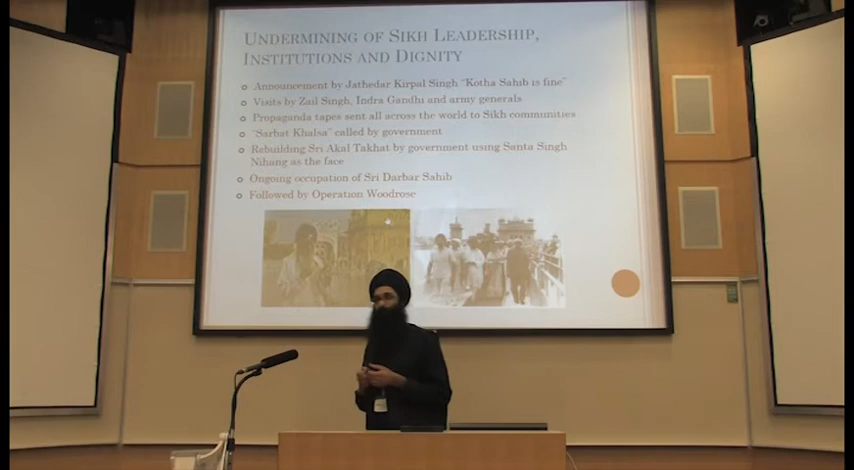 UNDERMINING OF SIKH LEADERSHIP,
INSTITUTIONS AND DIGNITY
Announcement by Jathedar Kirpal Singh "Kotha Sahib is fine"
Visits by Zail Singh, Indra Gandhi and army generals
Propaganda tapes sent all across the world to Sikh communities
"Sarbat Khalsa" called by government
Rebuilding Sri Akal Takhat by government using Santa Singh
Nihang as the face
Ongoing occupation of Sri Darbar Sahib
Followed by Operation Woodrose